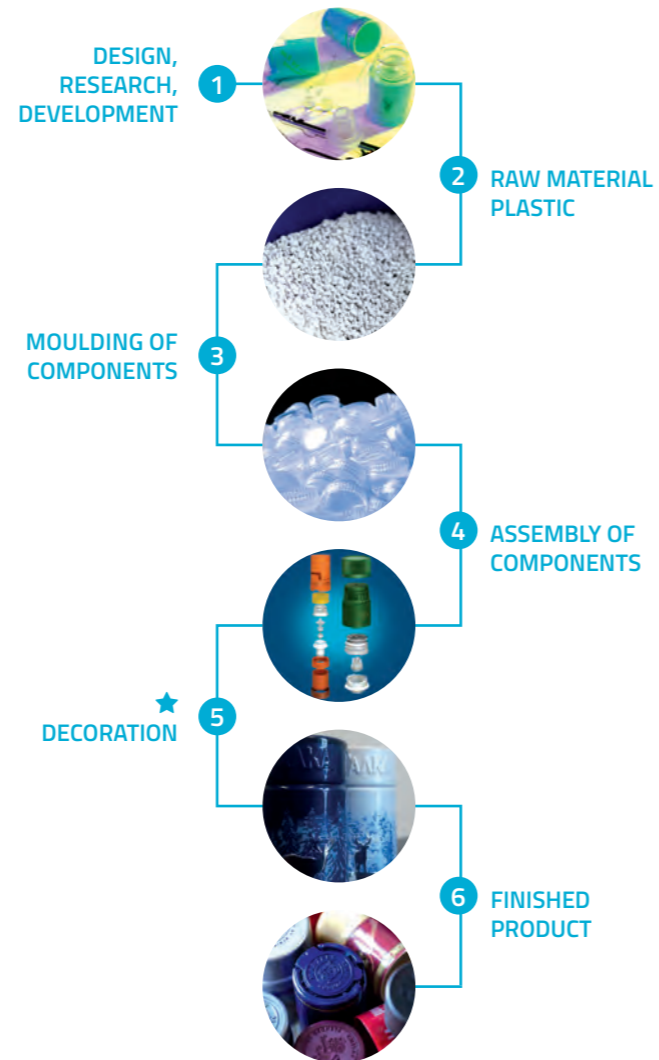 DESIGN,
RESEARCH,
DEVELOPMENT
1
2
RAW MATERIAL
PLASTIC
MOULDING OF
COMPONENTS
3
4
ASSEMBLY OF
COMPONENTS
DECORATION
5
6
FINISHED
PRODUCT